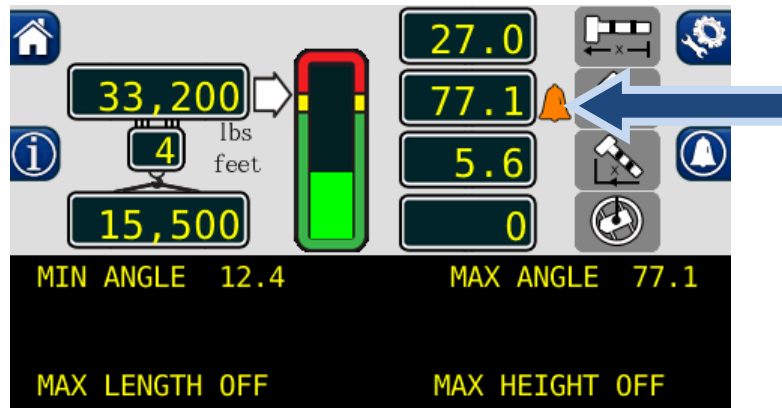 27.0
33,200
77.1
lbs
4
feet
5.6
15,500
0
MIN ANGLE 12.4
MAX ANGLE 77.1
MAX LENGTH OFF
MAX HEIGHT OFF